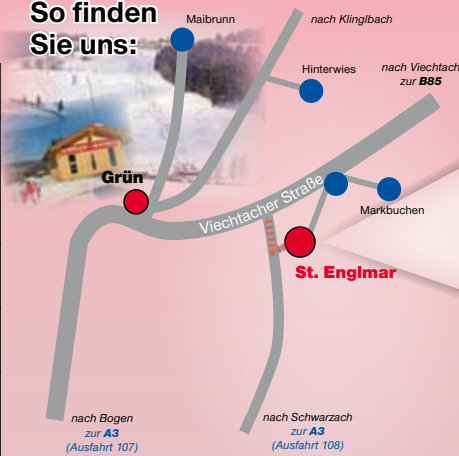 So finden
Sie uns:
Maibrunn
nach Klinglbach
Hinterwies
nach Viechtach
zur B85
Grün
Viechtacher Straße
Markbuchen
St. Englmar
nach Bogen
zur A3
(Ausfahrt 107)
nach Schwarzach
zur A3
(Ausfahrt 108)